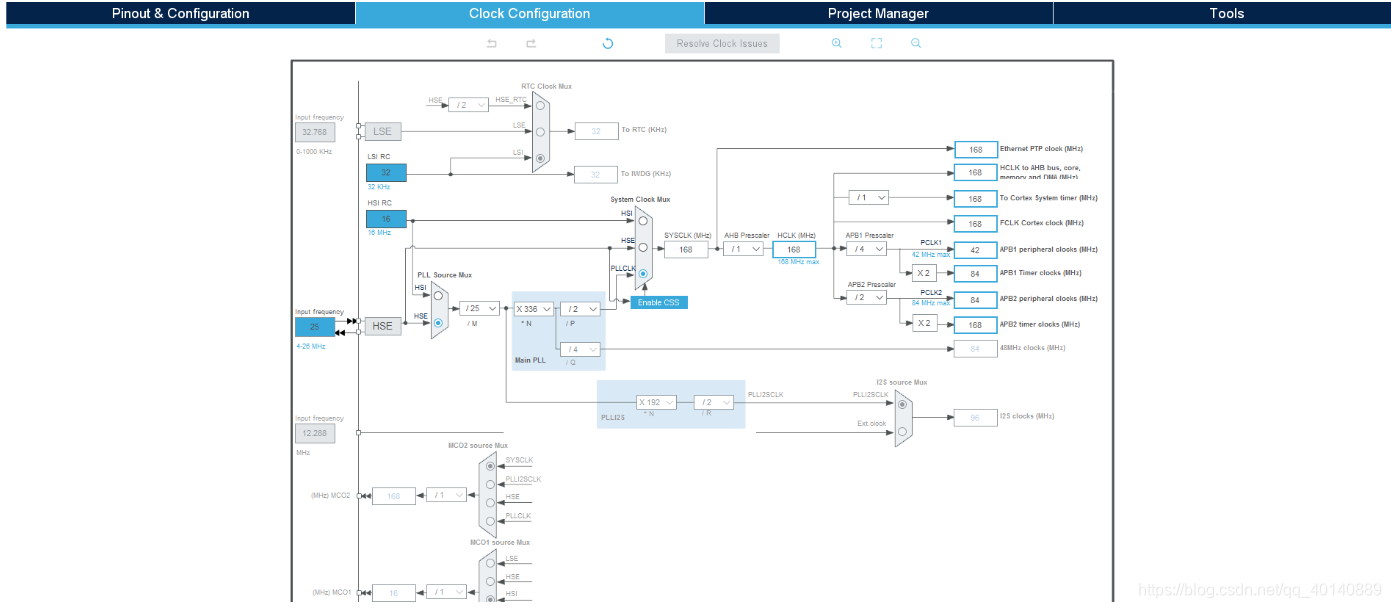 Pinout & Configuration
Clock Configuration
Project Manager
Tools
Resolve Clock Issues
RTC Clock Mux
HSE
/ 2
HSE_RTC
Input frequency
32.768
0-1000 KHz
LSE
LSE
32
To RTC (KHz)
LSI RC
32
32 KHz
LSI
32
To IWDG (KHz)
HSI RC
16
16 MHz
System Clock Mux
HSI
HSE
PLLCLK
SYSCLK (MHz)
168
AHB Prescaler
/ 1
HCLK (MHz)
168
168 MHz max
168
Ethernet PTP clock (MHz)
168
HCLK to AHB bus, core,
memory and DMA (MHz)
/ 1
168
To Cortex System timer (MHz)
168
FCLK Cortex clock (MHz)
APB1 Prescaler
/ 4
PCLK1
42 MHz max
42
APB1 peripheral clocks (MHz)
X 2
84
APB1 Timer clocks (MHz)
APB2 Prescaler
/ 2
PCLK2
84 MHz max
84
APB2 peripheral clocks (MHz)
X 2
168
APB2 timer clocks (MHz)
84
48MHz clocks (MHz)
PLL Source Mux
HSI
HSE
Input frequency
25
4-26 MHz
HSE
/ 25
/ M
X 336
* N
/ 2
/ P
/ 4
/ Q
Main PLL
Enable CSS
X 192
* N
/ 2
/ R
PLLI2S
PLLI2SCLK
I2S source Mux
PLLI2SCLK
Ext.clock
96
I2S clocks (MHz)
Input frequency
12.288
MHz
MCO2 source Mux
SYSCLK
PLLI2SCLK
HSE
PLLCLK
(MHz) MCO2
168
/ 1
MCO1 source Mux
LSE
HSE
HSI
(MHz) MCO1
16
/ 1
https://blog.csdn.net/qq_40140889